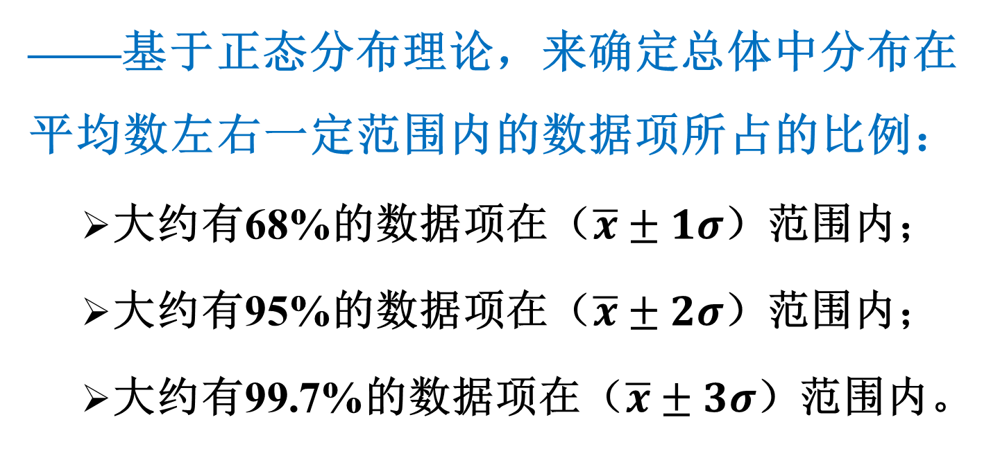 ——基于正态分布理论，来确定总体中分布在
平均数左右一定范围内的数据项所占的比例：
➢大约有68%的数据项在（x̅ ± 1σ）范围内；
➢大约有95%的数据项在（x̅ ± 2σ）范围内；
➢大约有99.7%的数据项在（x̅ ± 3σ）范围内。